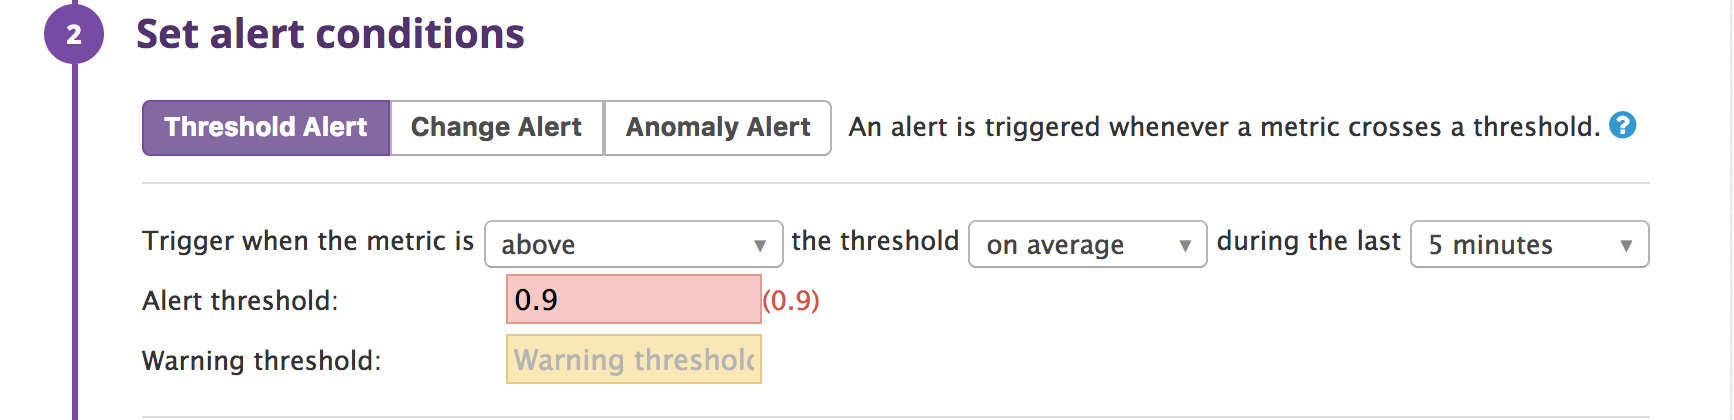 2 Set alert conditions
Threshold Alert Change Alert Anomaly Alert An alert is triggered whenever a metric crosses a threshold. ?
Trigger when the metric is above the threshold on average during the last 5 minutes
Alert threshold: 0.9 (0.9)
Warning threshold: Warning threshold